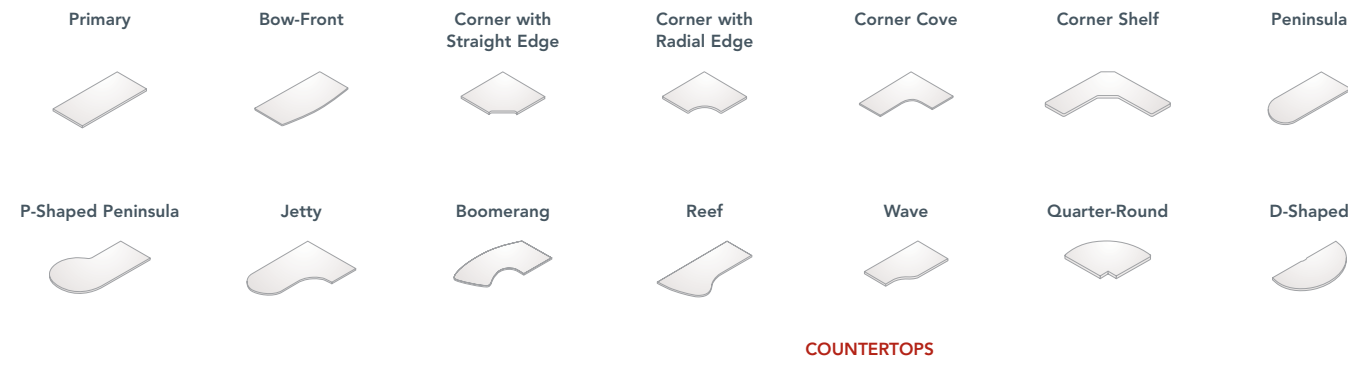 Primary
Bow-Front
Corner with
Straight Edge
Corner with
Radial Edge
Corner Cove
Corner Shelf
Peninsula
P-Shaped Peninsula
Jetty
Boomerang
Reef
Wave
Quarter-Round
D-Shaped
COUNTERTOPS